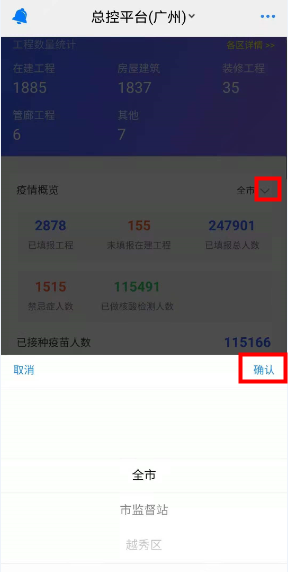 总控平台(广州)
工程数量统计 各区详情 >>
在建工程 房屋建筑 装修工程
1885 1837 35
管廊工程 其他
6 7
疫情概览 全市
2878 155 247901
已填报工程 未填报在建工程 已填报总人数
1515 115491
禁忌症人数 已核酸检测人数
已接种疫苗人数 115166
取消 确认
全市
市监督站
越秀区